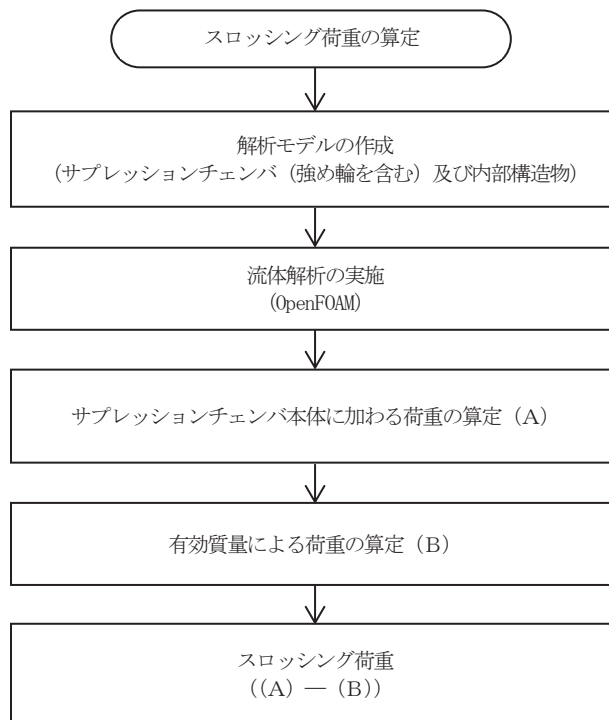 スロッシング荷重の算定
解析モデルの作成
(サプレッションチェンバ（強め輪を含む）及び内部構造物)
流体解析の実施
(OpenFOAM)
サプレッションチェンバ本体に加わる荷重の算定（Ａ）
有効質量による荷重の算定（Ｂ）
スロッシング荷重
（(Ａ) ― (Ｂ)）